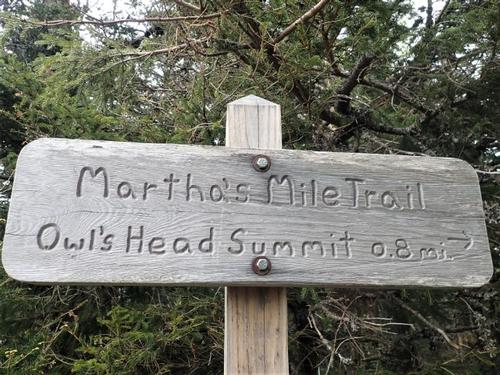 Martha's Mile Trail
Owl's Head Summit 0.8 mi. →